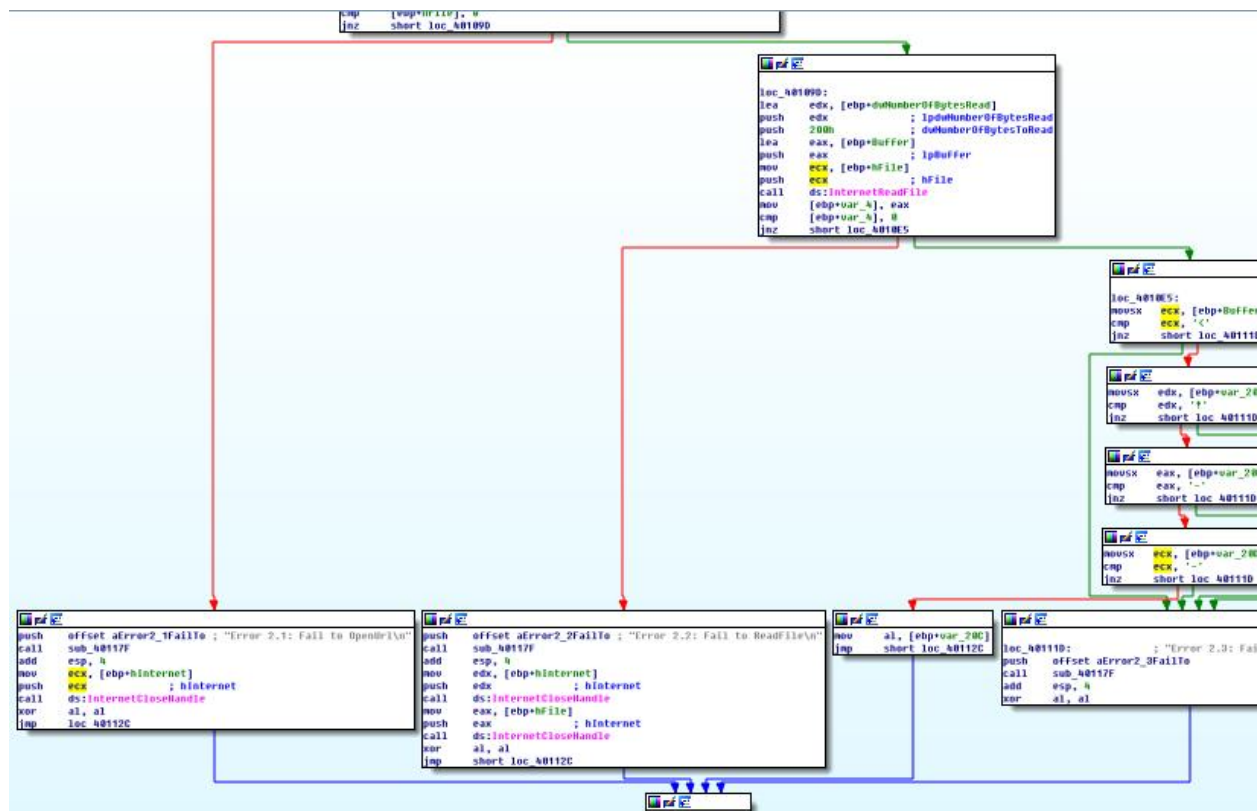 cmp [ebp+hFile], 0
jnz short loc_40109D
loc_40109D:
lea edx, [ebp+dwNumberOfBytesRead]
push edx ; lpdwNumberOfBytesRead
push 200h ; dwNumberOfBytesToRead
lea eax, [ebp+Buffer]
push eax ; lpBuffer
mov ecx, [ebp+hFile]
push ecx ; hFile
call ds:InternetReadFile
mov [ebp+var_4], eax
cmp [ebp+var_4], 0
jnz short loc_4010E5
loc_4010E5:
movsx ecx, [ebp+Buffer
cmp ecx, '<'
jnz short loc_40111D
movsx edx, [ebp+var_20
cmp edx, '!'
jnz short loc_40111D
movsx eax, [ebp+var_20
cmp eax, '-'
jnz short loc_40111D
movsx ecx, [ebp+var_20D
cmp ecx, '-'
jnz short loc_40111D
push offset aError2_1FailTo ; "Error 2.1: Fail to OpenUrl\n"
call sub_40117F
add esp, 4
mov ecx, [ebp+hInternet]
push ecx ; hInternet
call ds:InternetCloseHandle
xor al, al
jmp loc_40112C
push offset aError2_2FailTo ; "Error 2.2: Fail to ReadFile\n"
call sub_40117F
add esp, 4
mov edx, [ebp+hInternet]
push edx ; hInternet
call ds:InternetCloseHandle
mov eax, [ebp+hFile]
push eax ; hInternet
call ds:InternetCloseHandle
xor al, al
jmp short loc_40112C
mov al, [ebp+var_20C]
jmp short loc_40112C
loc_40111D: ; "Error 2.3: Fai
push offset aError2_3FailTo
call sub_40117F
add esp, 4
xor al, al